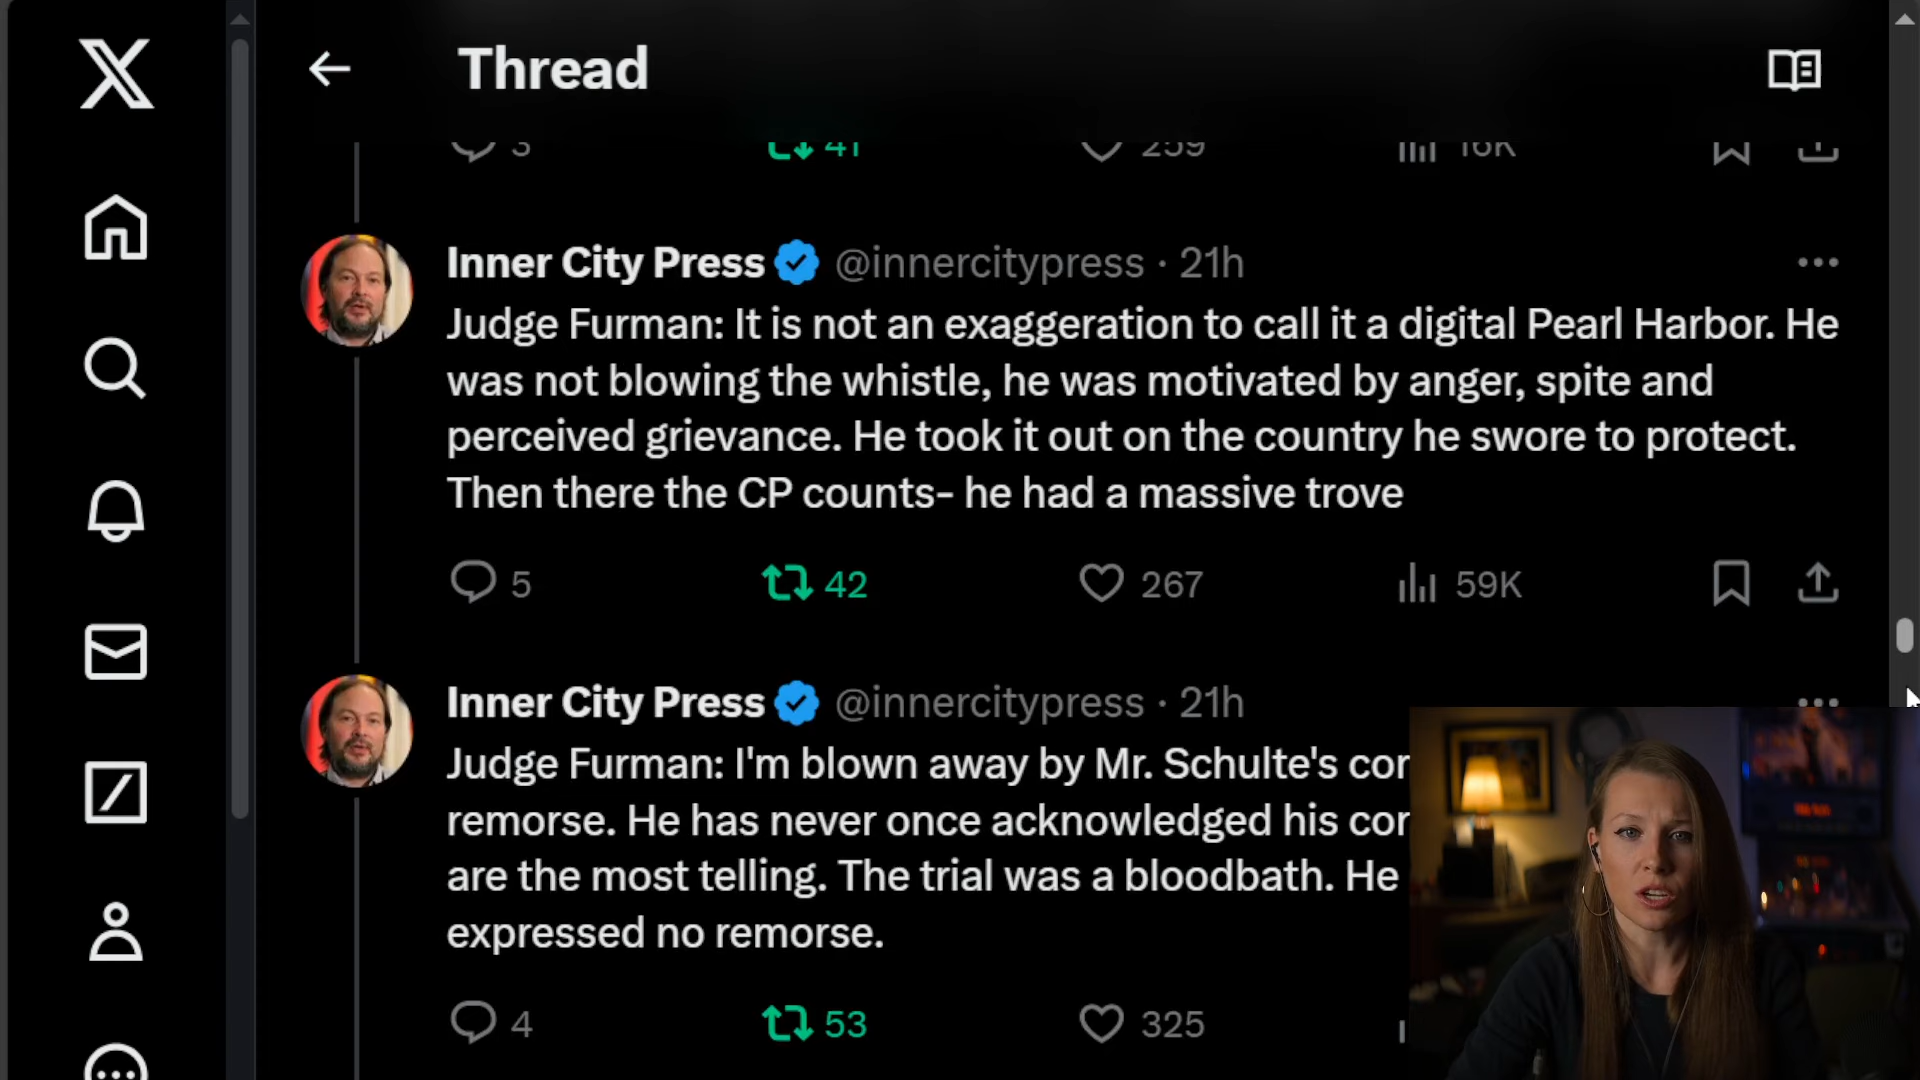 Thread
3 41 259 16K
Inner City Press @innercitypress · 21h
Judge Furman: It is not an exaggeration to call it a digital Pearl Harbor. He
was not blowing the whistle, he was motivated by anger, spite and
perceived grievance. He took it out on the country he swore to protect.
Then there the CP counts- he had a massive trove
5 42 267 59K
Inner City Press @innercitypress · 21h
Judge Furman: I'm blown away by Mr. Schulte's
remorse. He has never once acknowledged his
are the most telling. The trial was a bloodbath. He
expressed no remorse.
4 53 325